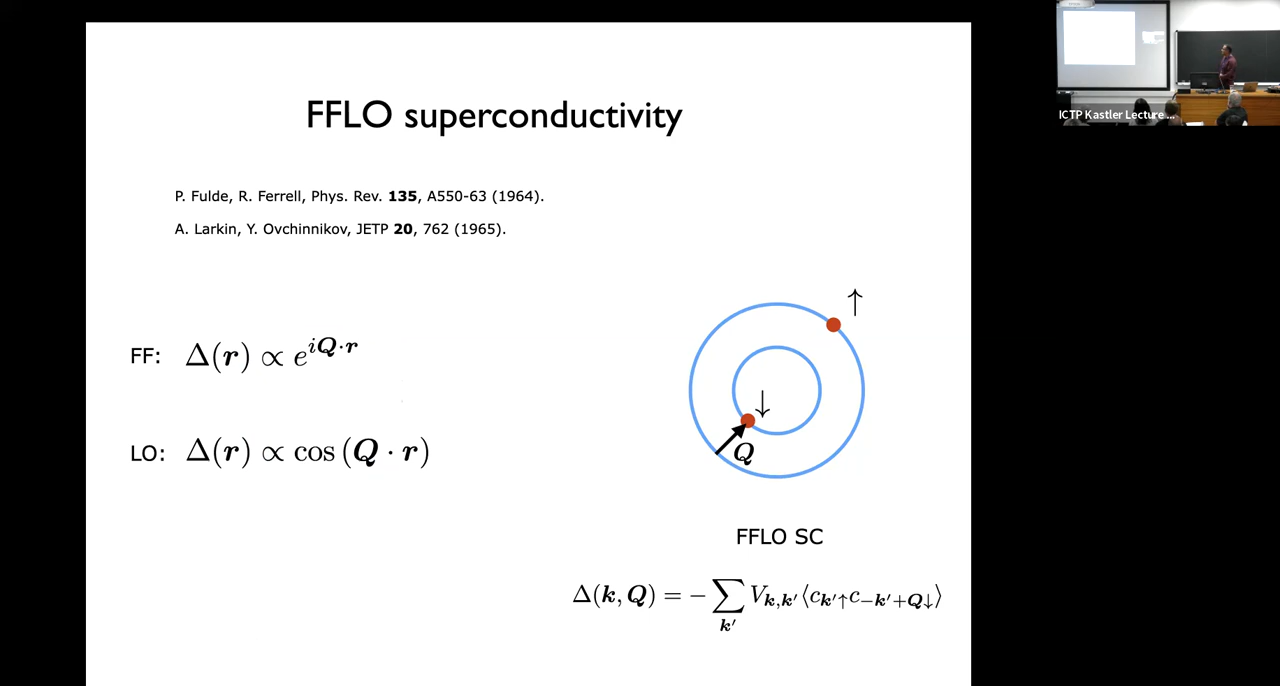 FFLO superconductivity
P. Fulde, R. Ferrell, Phys. Rev. 135, A550-63 (1964).
A. Larkin, Y. Ovchinnikov, JETP 20, 762 (1965).
FF: Δ(r) ∝ e^{iQ·r}
LO: Δ(r) ∝ cos (Q · r)
↑
↓
Q
FFLO SC
Δ(k, Q) = − ∑_{k′} V_{k,k′}⟨c_{k′↑}c_{−k′+Q↓}⟩
ICTP Kastler Lecture ...